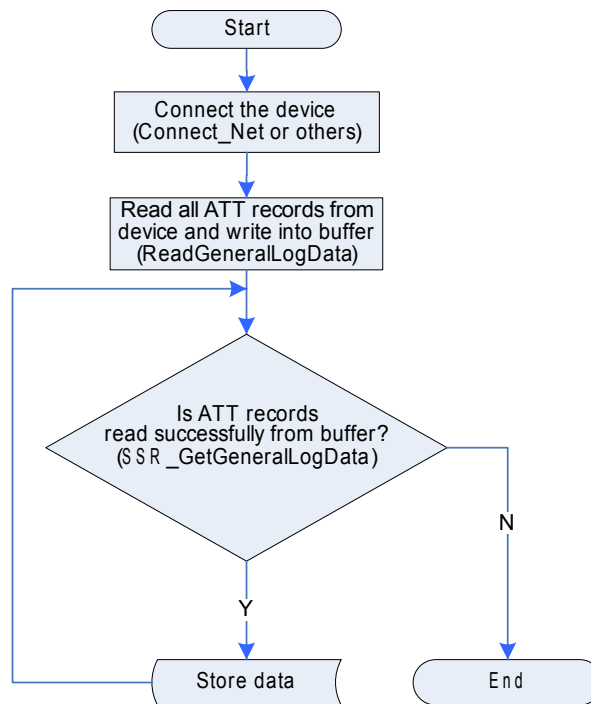 Start
Connect the device
(Connect_Net or others)
Read all ATT records from
device and write into buffer
(ReadGeneralLogData)
Is ATT records
read successfully from buffer?
(SSR_GetGeneralLogData)
N
Y
Store data
End